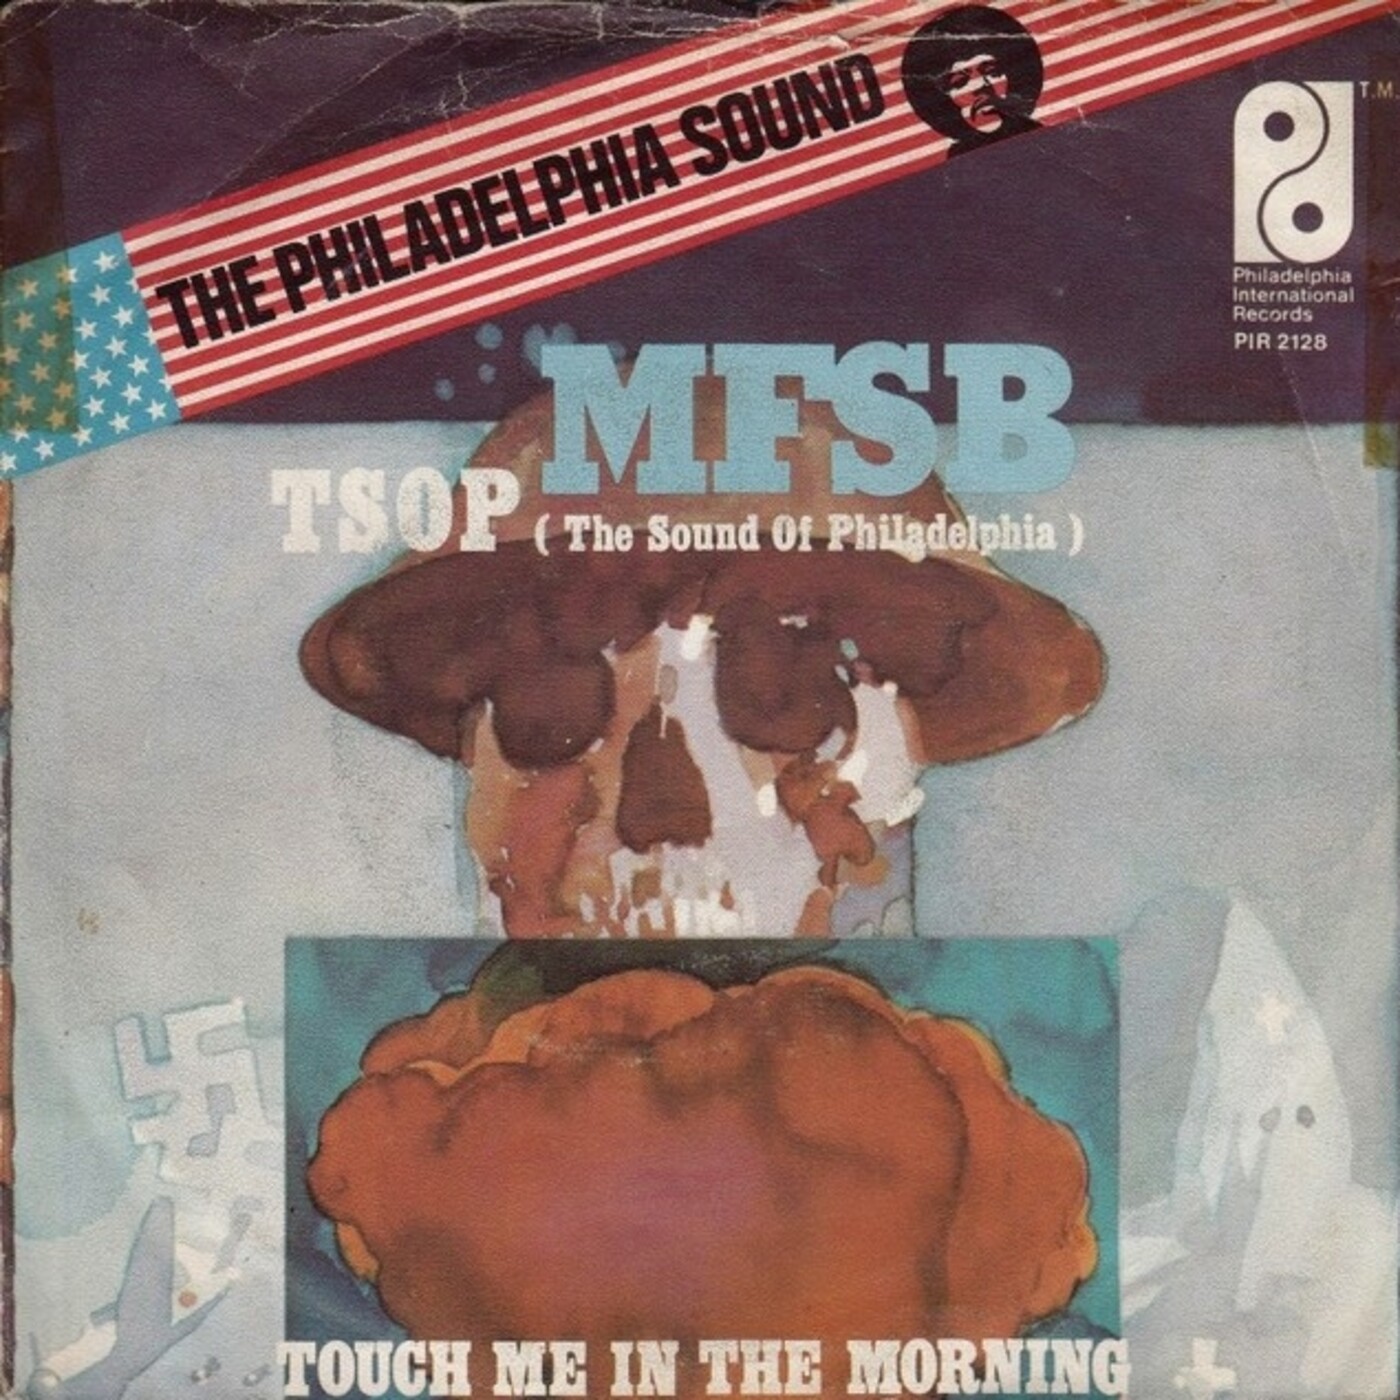 THE PHILADELPHIA SOUND
T.M.
Philadelphia
International
Records
PIR 2128
MFSB
TSOP
( The Sound Of Philadelphia )
TOUCH ME IN THE MORNING